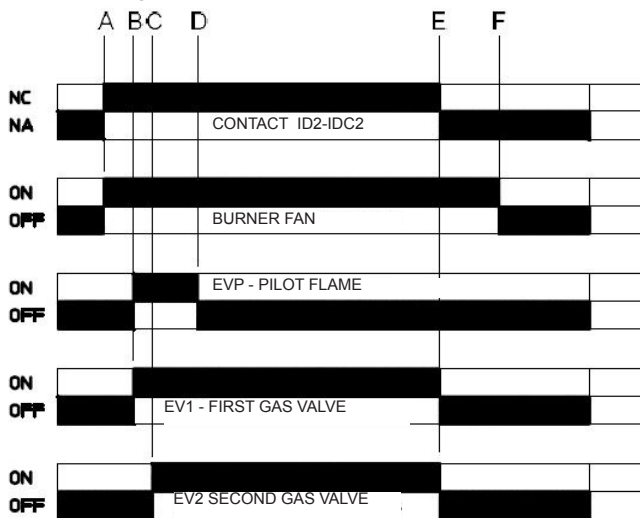 A B C D E F
NC
NA CONTACT ID2-IDC2
ON
OFF BURNER FAN
ON EVP - PILOT FLAME
OFF
ON
OFF EV1 - FIRST GAS VALVE
ON
OFF EV2 SECOND GAS VALVE